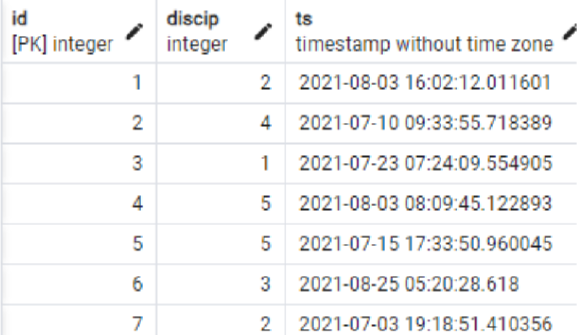 id discip ts
[PK] integer integer timestamp without time zone
1 2 2021-08-03 16:02:12.011601
2 4 2021-07-10 09:33:55.718389
3 1 2021-07-23 07:24:09.554905
4 5 2021-08-03 08:09:45.122893
5 5 2021-07-15 17:33:50.960045
6 3 2021-08-25 05:20:28.618
7 2 2021-07-03 19:18:51.410356